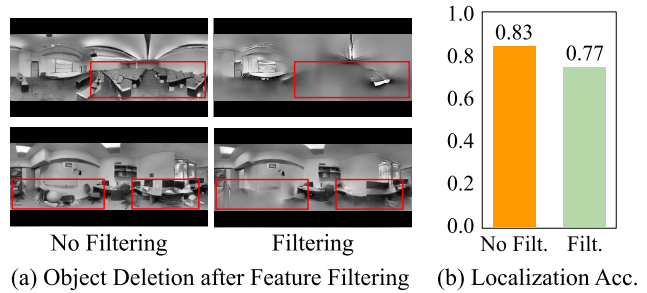 No Filtering
Filtering
(a) Object Deletion after Feature Filtering
1.0
0.8
0.6
0.4
0.2
0.0
0.83
0.77
No Filt.
Filt.
(b) Localization Acc.